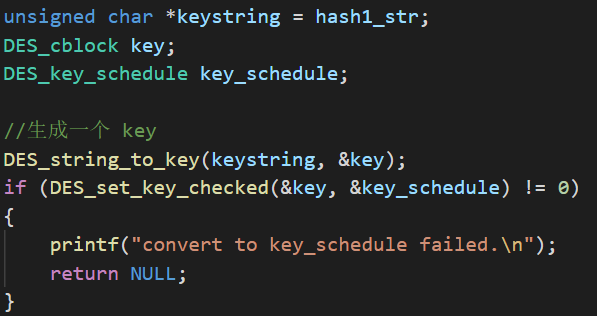 unsigned char *keystring = hash1_str;
DES_cblock key;
DES_key_schedule key_schedule;
//生成一个 key
DES_string_to_key(keystring, &key);
if (DES_set_key_checked(&key, &key_schedule) != 0)
{
printf("convert to key_schedule failed.\n");
return NULL;
}